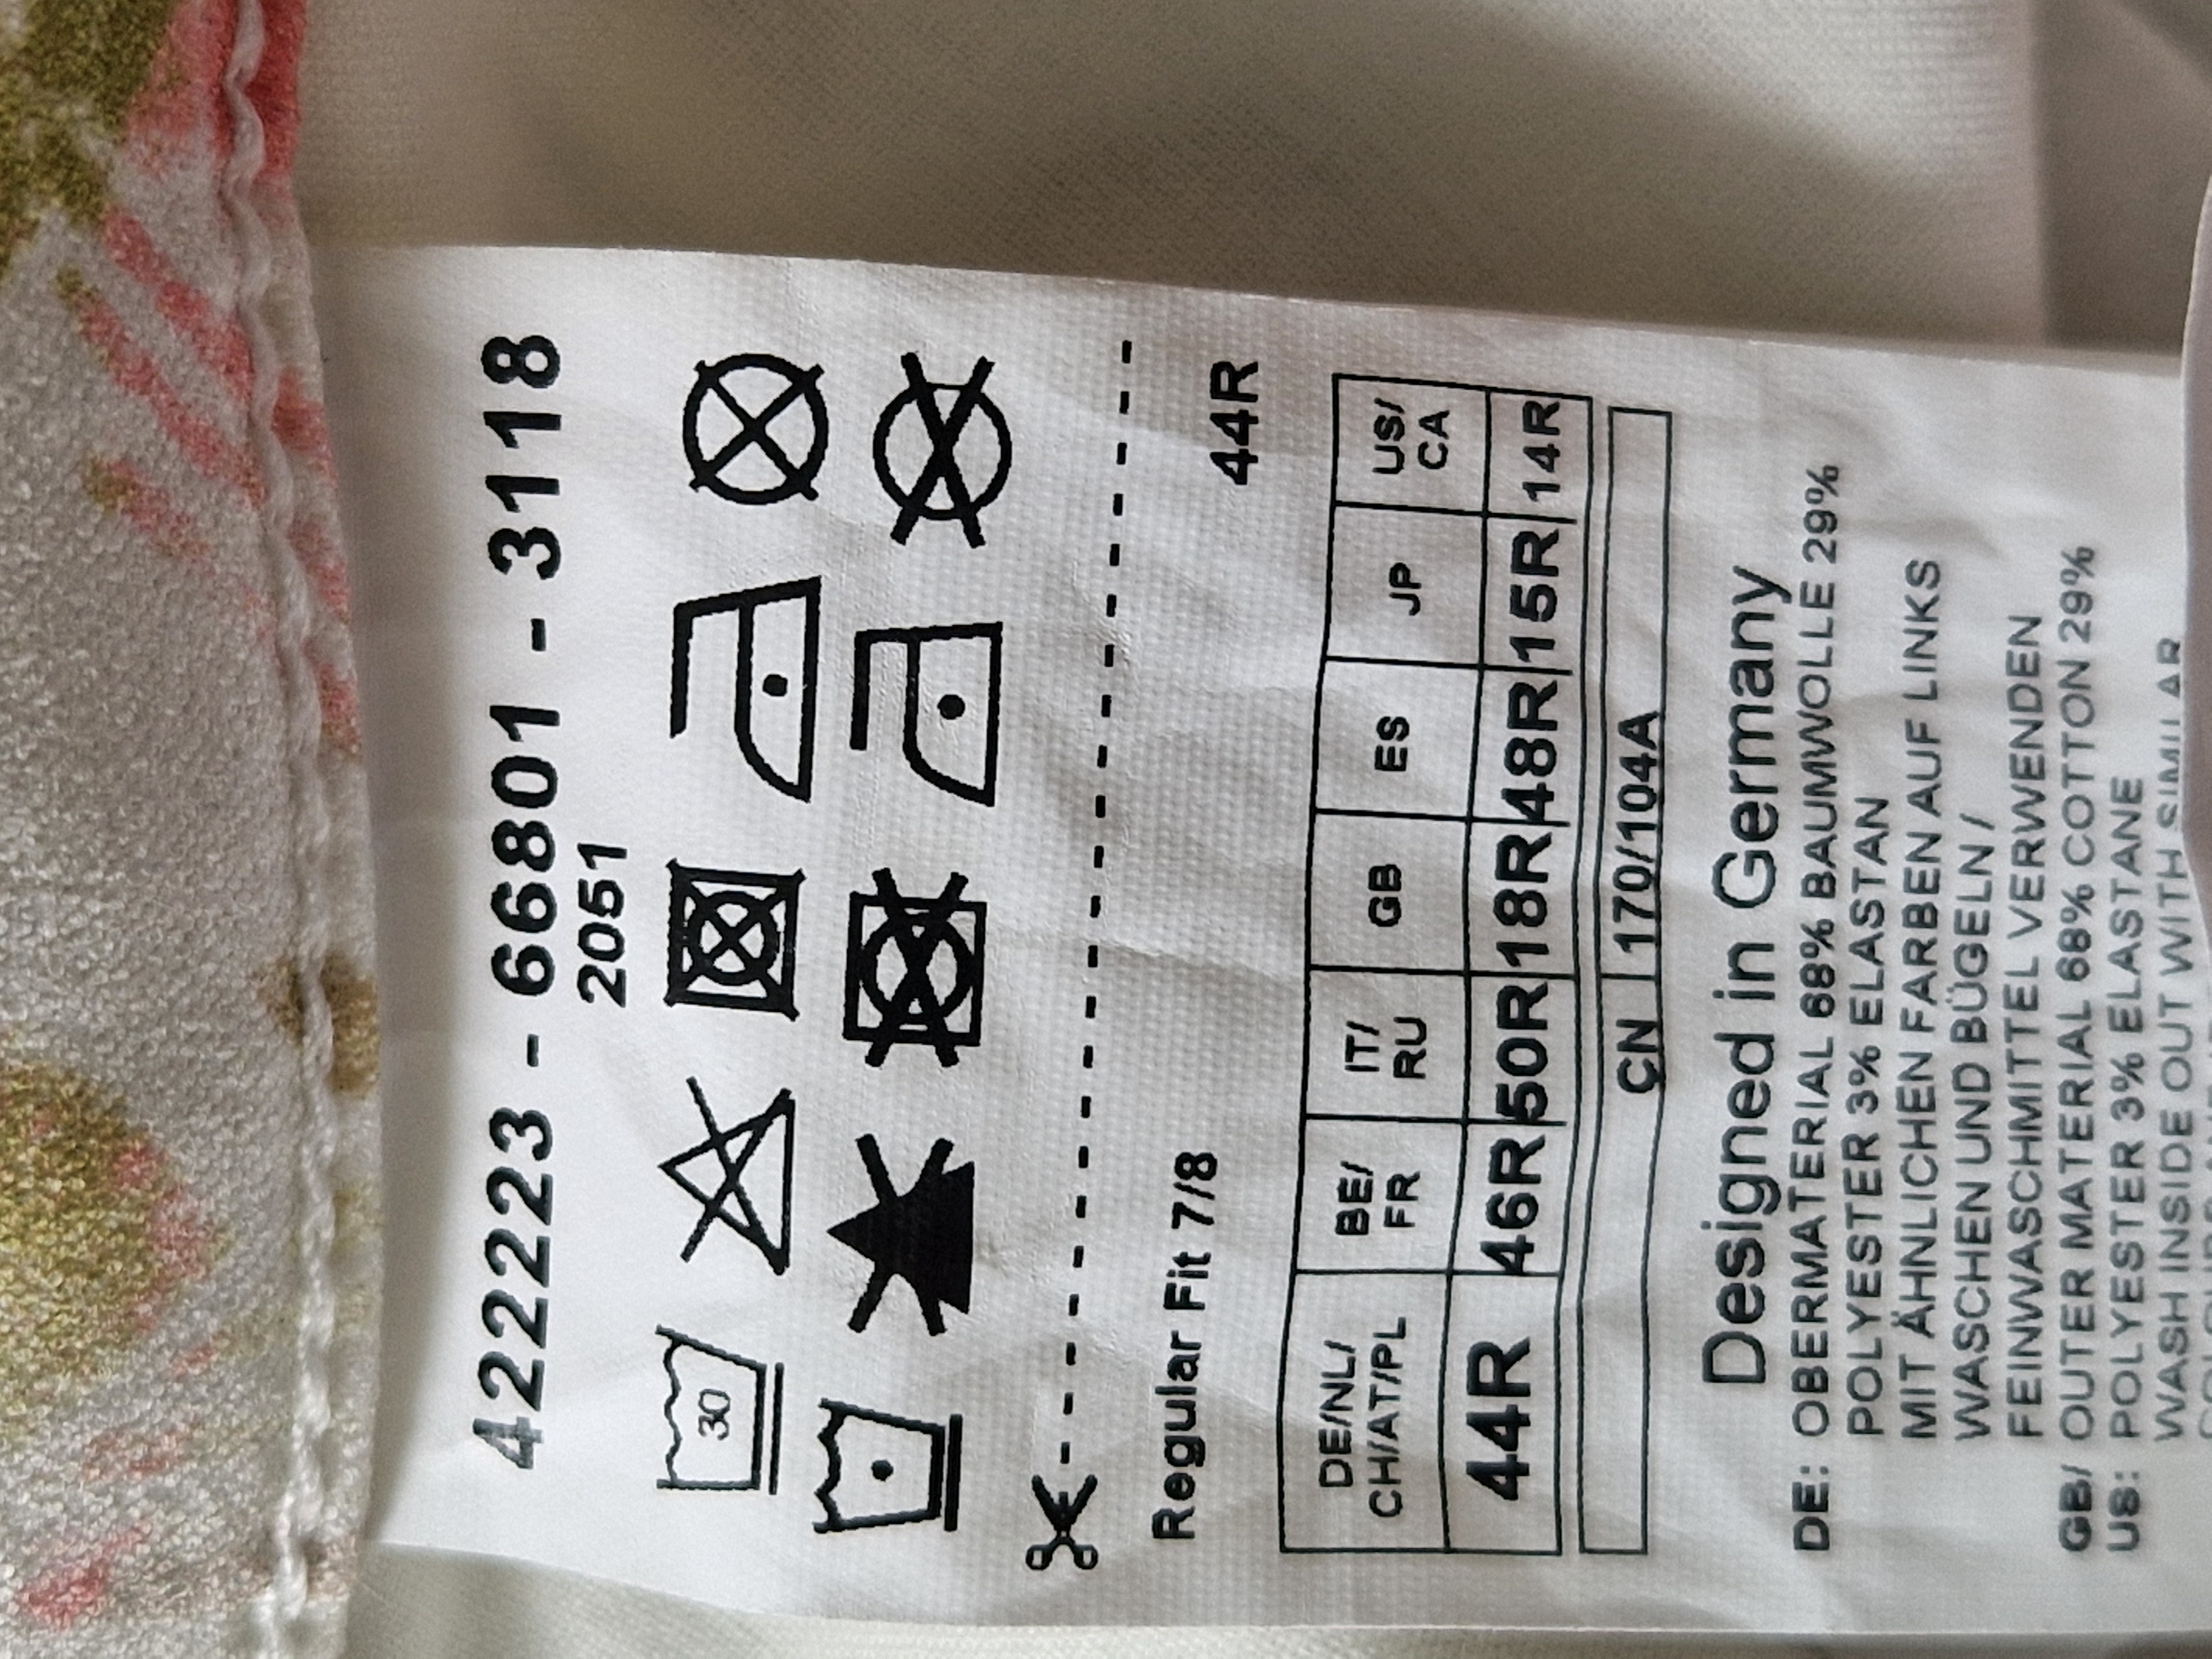 422223 - 66801 - 3118
2051
30
Regular Fit 7/8
44R
DE/NL/ CH/AT/PL BE/ FR IT/ RU GB ES JP US/ CA
44R 46R 50R 18R 48R 15R 14R
CN 170/104A
Designed in Germany
DE: OBERMATERIAL 68% BAUMWOLLE 29%
POLYESTER 3% ELASTAN
MIT ÄHNLICHEN FARBEN AUF LINKS
WASCHEN UND BÜGELN /
FEINWASCHMITTEL VERWENDEN
GB/ OUTER MATERIAL 68% COTTON 29%
US: POLYESTER 3% ELASTANE
WASH INSIDE OUT WITH SIMILAR